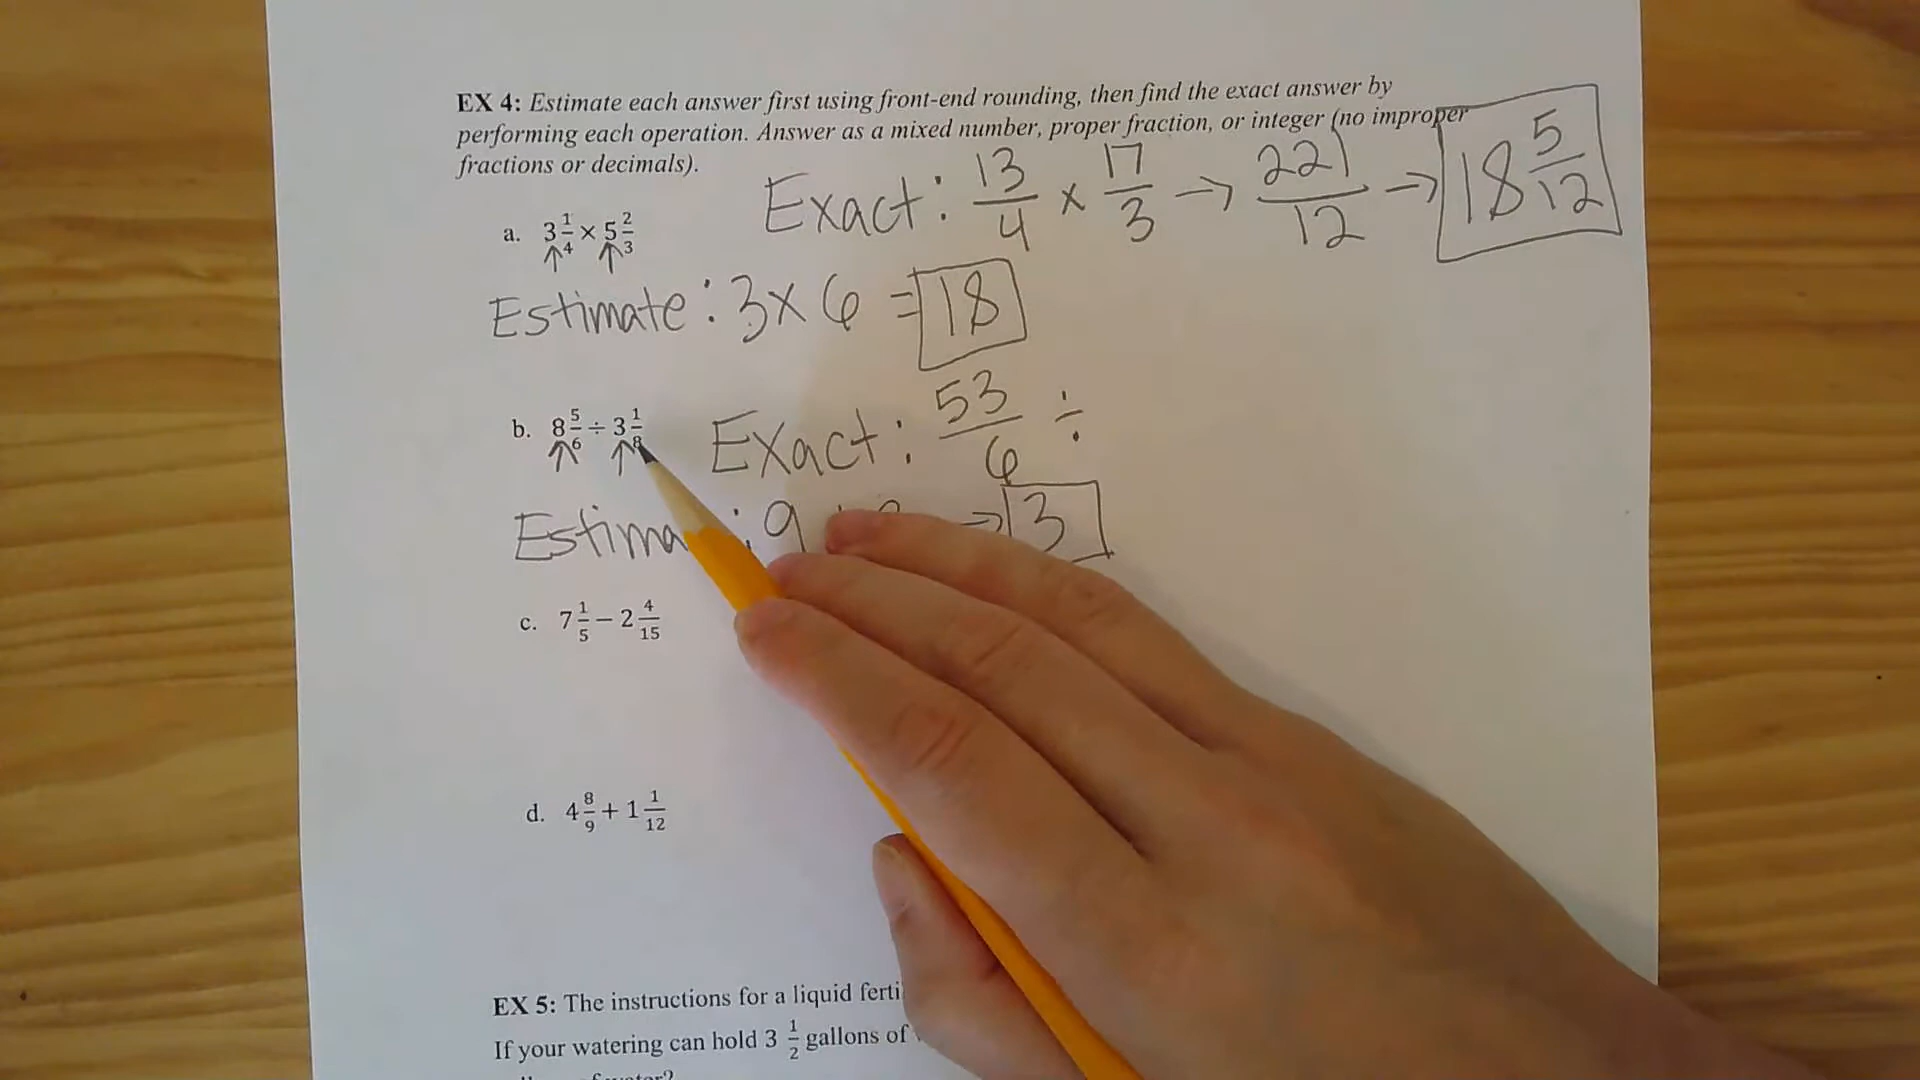 EX 4: Estimate each answer first using front-end rounding, then find the exact answer by
performing each operation. Answer as a mixed number, proper fraction, or integer (no improper
fractions or decimals).
Exact: 13/4 x 17/3 → 221/12 → 18 5/12
a. 3 1/4 × 5 2/3
Estimate: 3 x 6 = 18
b. 8 5/6 ÷ 3 1/8
Exact: 53/6 ÷
9 → 3
c. 7 1/5 − 2 4/15
d. 4 8/9 + 1 1/12
EX 5: The instructions for a liquid
If your watering can hold 3 1/2 gallons of